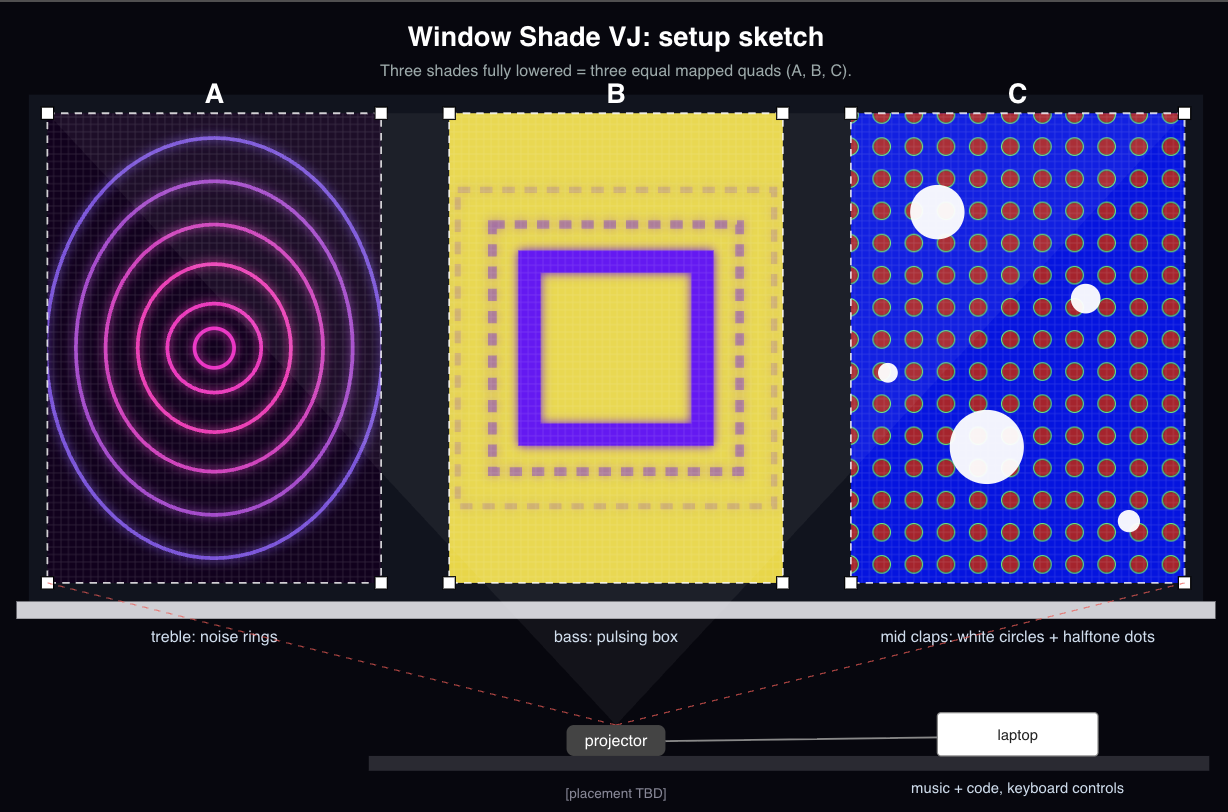 Window Shade VJ: setup sketch
Three shades fully lowered = three equal mapped quads (A, B, C).
A
B
C
treble: noise rings
bass: pulsing box
mid claps: white circles + halftone dots
projector
laptop
music + code, keyboard controls
[placement TBD]